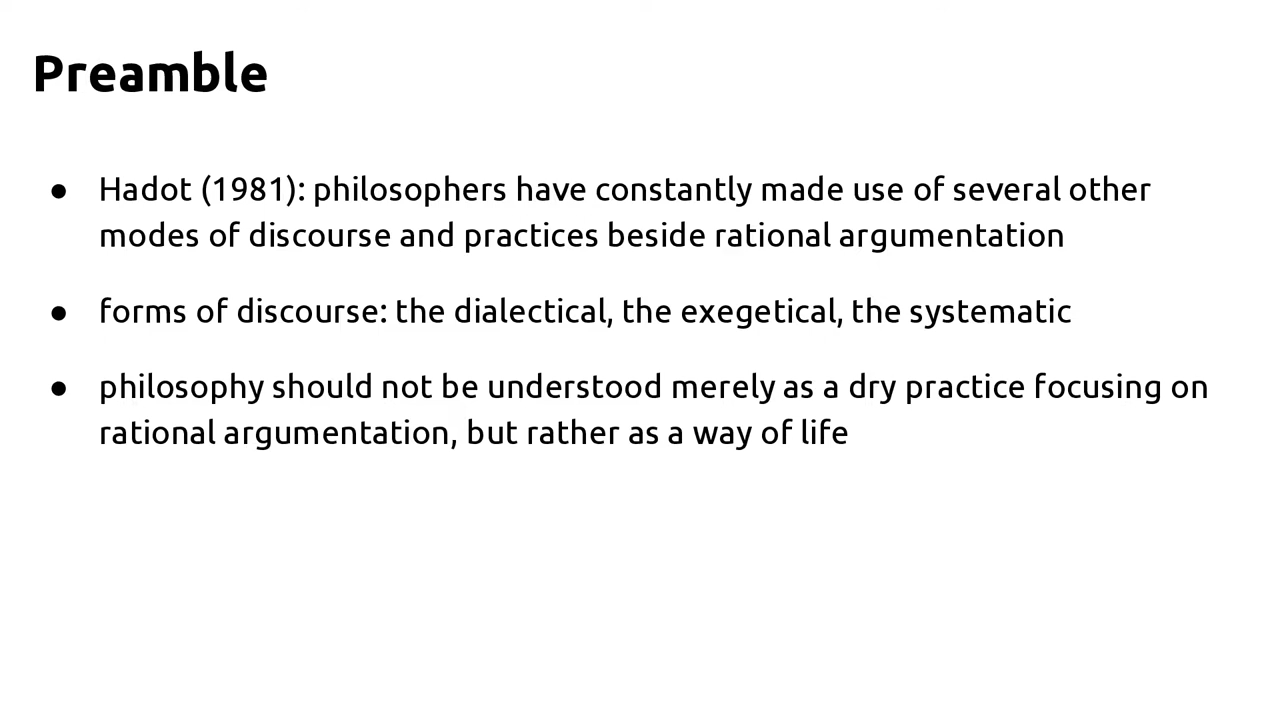 Preamble
● Hadot (1981): philosophers have constantly made use of several other
modes of discourse and practices beside rational argumentation
● forms of discourse: the dialectical, the exegetical, the systematic
● philosophy should not be understood merely as a dry practice focusing on
rational argumentation, but rather as a way of life